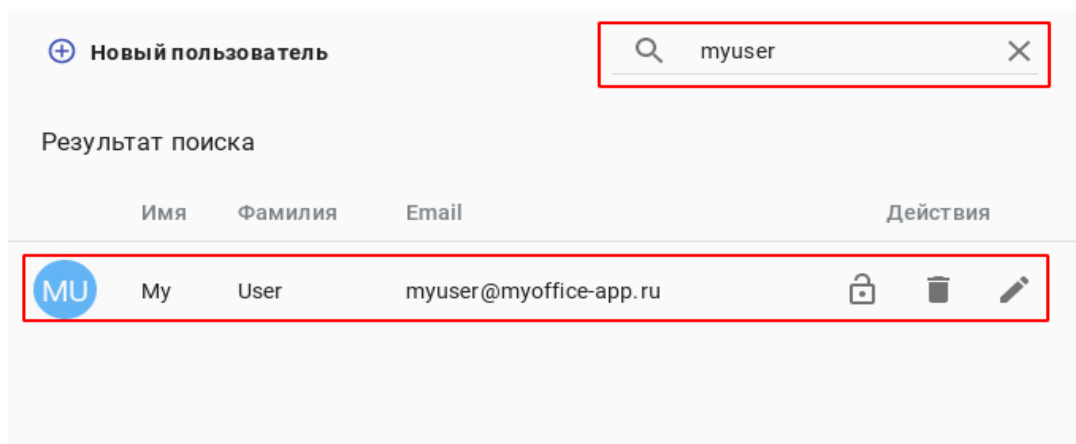 Новый пользователь myuser
Результат поиска
Имя Фамилия Email Действия
MU My User myuser@myoffice-app.ru